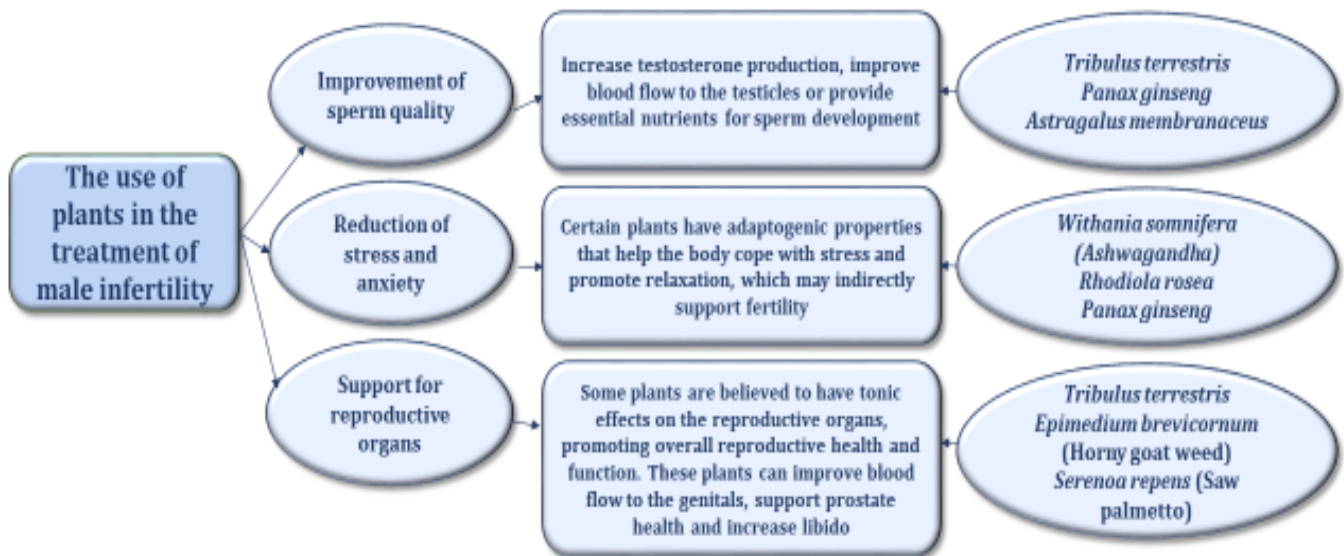 The use of
plants in the
treatment of
male infertility
Improvement of
sperm quality
Increase testosterone production, improve
blood flow to the testicles or provide
essential nutrients for sperm development
Tribulus terrestris
Panax ginseng
Astragalus membranaceus
Reduction of
stress and
anxiety
Certain plants have adaptogenic properties
that help the body cope with stress and
promote relaxation, which may indirectly
support fertility
Withania somnifera
(Ashwagandha)
Rhodiola rosea
Panax ginseng
Support for
reproductive
organs
Some plants are believed to have tonic
effects on the reproductive organs,
promoting overall reproductive health and
function. These plants can improve blood
flow to the genitals, support prostate
health and increase libido
Tribulus terrestris
Epimedium brevicornum
(Horny goat weed)
Serenoa repens (Saw
palmetto)